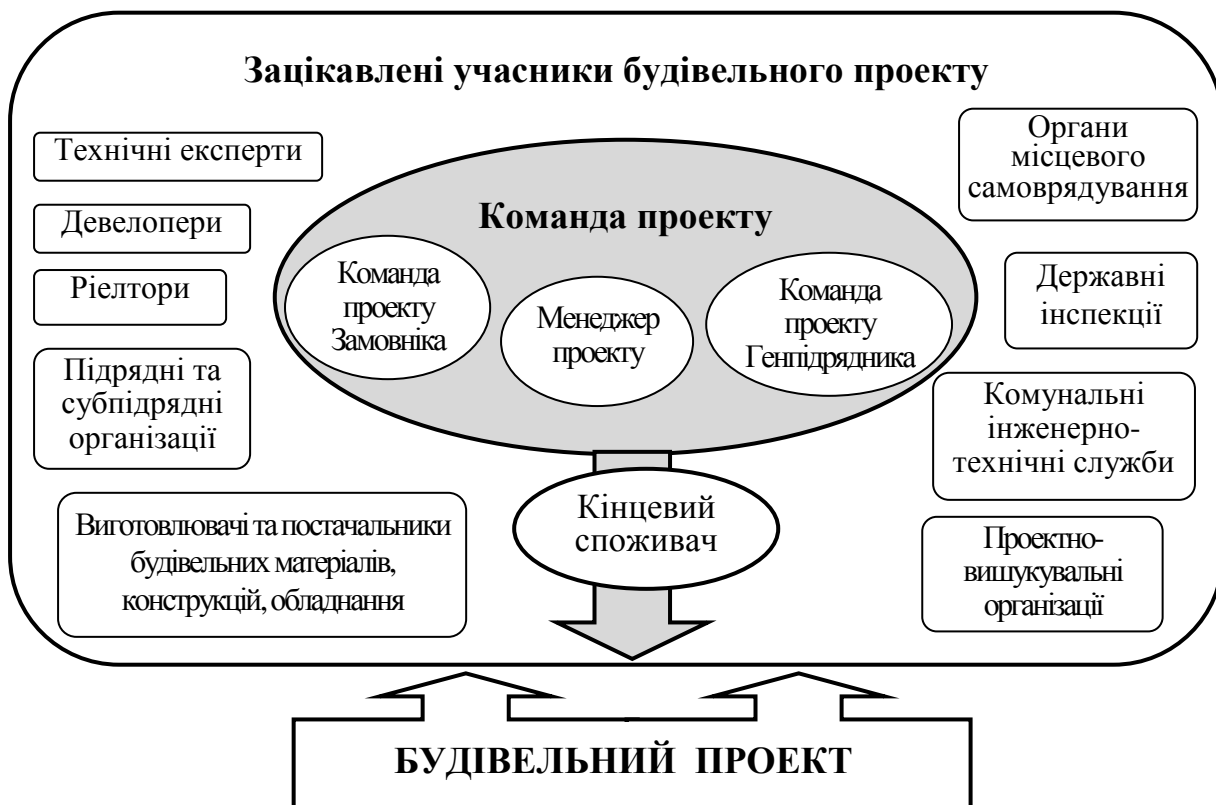 Зацікавлені учасники будівельного проекту
Технічні експерти
Девелопери
Ріелтори
Підрядні та
субпідрядні
організації
Виготовлювачі та постачальники
будівельних матеріалів,
конструкцій, обладнання
Команда проекту
Команда
проекту
Замовніка
Менеджер
проекту
Команда
проекту
Генпідрядника
Кінцевий
споживач
Органи
місцевого
самоврядування
Державні
інспекції
Комунальні
інженерно-
технічні служби
Проектно-
вишукувальні
організації
БУДІВЕЛЬНИЙ ПРОЕКТ